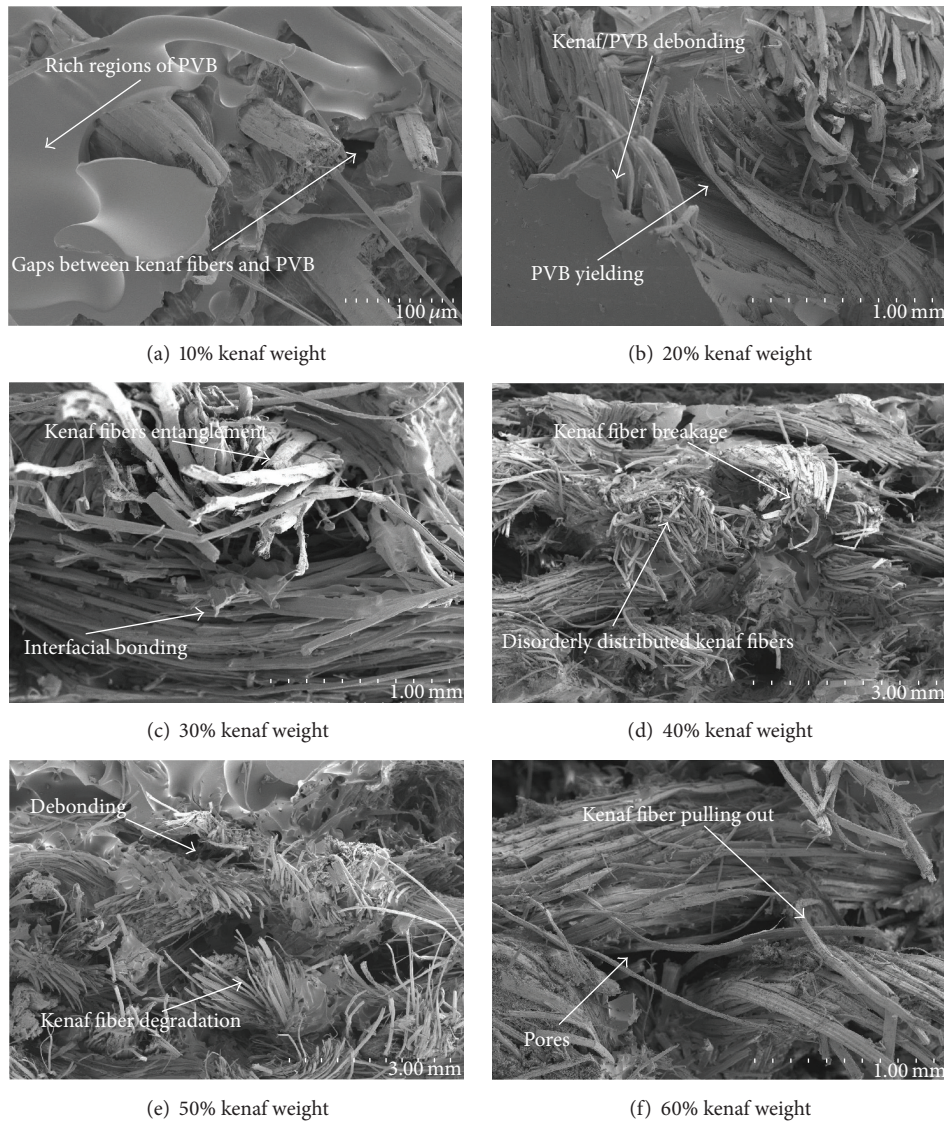 Rich regions of PVB
Gaps between kenaf fibers and PVB
100 μm
(a) 10% kenaf weight
Kenaf/PVB debonding
PVB yielding
1.00 mm
(b) 20% kenaf weight
Kenaf fibers entanglement
Interfacial bonding
1.00 mm
(c) 30% kenaf weight
Kenaf fiber breakage
Disorderly distributed kenaf fibers
3.00 mm
(d) 40% kenaf weight
Debonding
Kenaf fiber degradation
3.00 mm
(e) 50% kenaf weight
Kenaf fiber pulling out
Pores
1.00 mm
(f) 60% kenaf weight